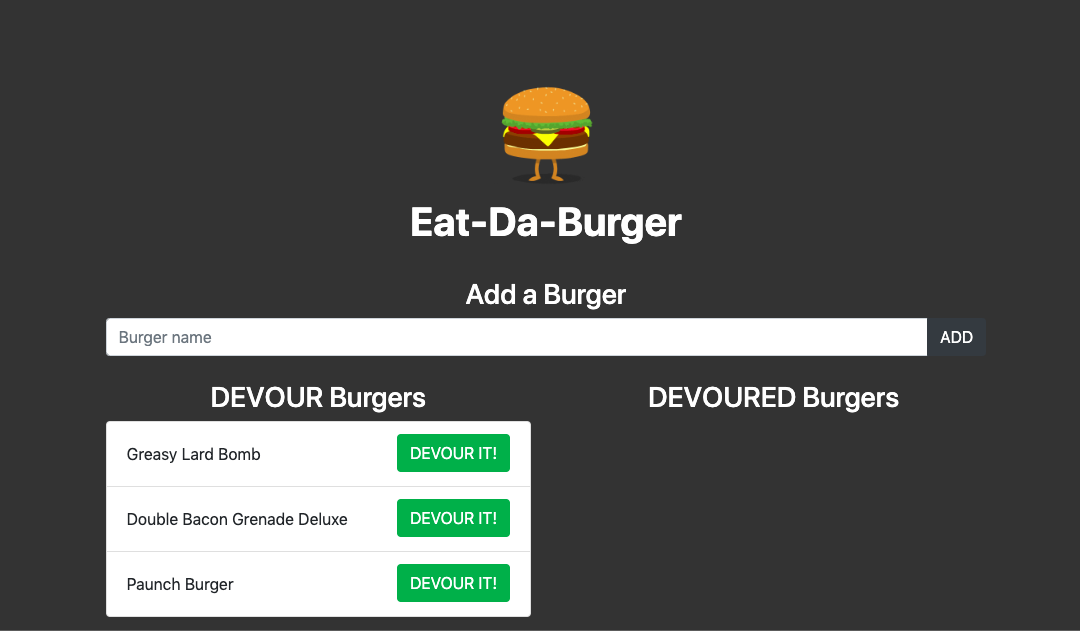 Eat-Da-Burger
Add a Burger
Burger name
ADD
DEVOUR Burgers
Greasy Lard Bomb
DEVOUR IT!
Double Bacon Grenade Deluxe
DEVOUR IT!
Paunch Burger
DEVOUR IT!
DEVOURED Burgers